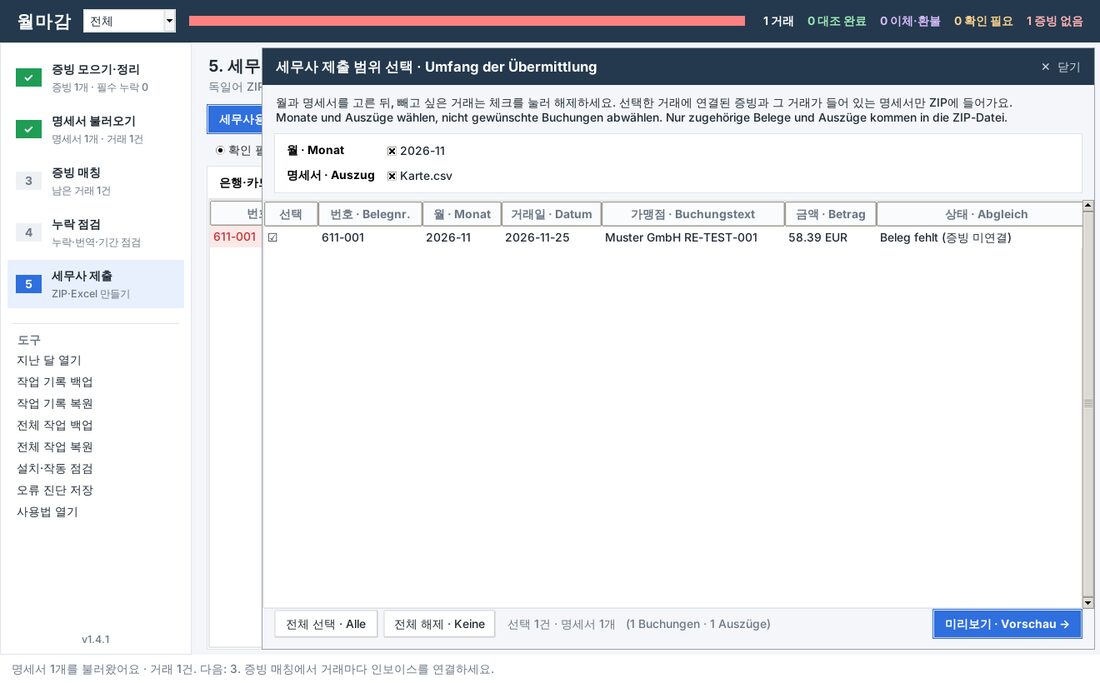 월마감 전체 1 거래 0 대조 완료 0 이체·환불 0 확인 필요 1 증빙 없음
증빙 모으기·정리
증빙 1개 · 필수 누락 0
명세서 불러오기
명세서 1개 · 거래 1건
3 증빙 매칭
남은 거래 1건
4 누락 점검
누락·번역·기간 점검
5 세무사 제출
ZIP·Excel 만들기
도구
지난 달 열기
작업 기록 백업
작업 기록 복원
전체 작업 백업
전체 작업 복원
설치·작동 점검
오류 진단 저장
사용법 열기
v1.4.1
5. 세무
독일어 ZIP
세무사용
확인 필
은행·카드
번호
611-001
세무사 제출 범위 선택 · Umfang der Übermittlung × 닫기
월과 명세서를 고른 뒤, 빼고 싶은 거래는 체크를 눌러 해제하세요. 선택한 거래에 연결된 증빙과 그 거래가 들어 있는 명세서만 ZIP에 들어가요.
Monate und Auszüge wählen, nicht gewünschte Buchungen abwählen. Nur zugehörige Belege und Auszüge kommen in die ZIP-Datei.
월 · Monat 2026-11
명세서 · Auszug Karte.csv
선택 번호 · Belegnr. 월 · Monat 거래일 · Datum 가맹점 · Buchungstext 금액 · Betrag 상태 · Abgleich
☑ 611-001 2026-11 2026-11-25 Muster GmbH RE-TEST-001 58.39 EUR Beleg fehlt (증빙 미연결)
전체 선택 · Alle 전체 해제 · Keine 선택 1건 · 명세서 1개 (1 Buchungen · 1 Auszüge) 미리보기 · Vorschau →
명세서 1개를 불러왔어요 · 거래 1건. 다음: 3. 증빙 매칭에서 거래마다 인보이스를 연결하세요.